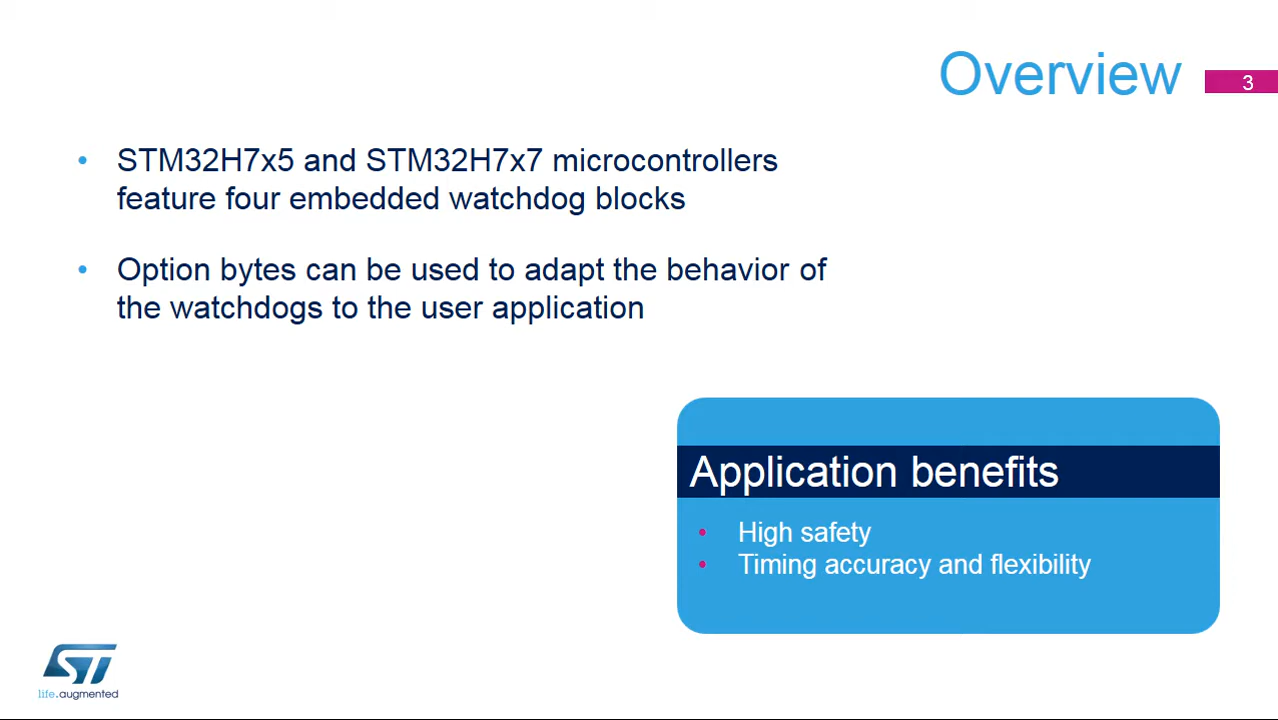 Overview
3
• STM32H7x5 and STM32H7x7 microcontrollers
feature four embedded watchdog blocks
• Option bytes can be used to adapt the behavior of
the watchdogs to the user application
Application benefits
• High safety
• Timing accuracy and flexibility
ST
life.augmented